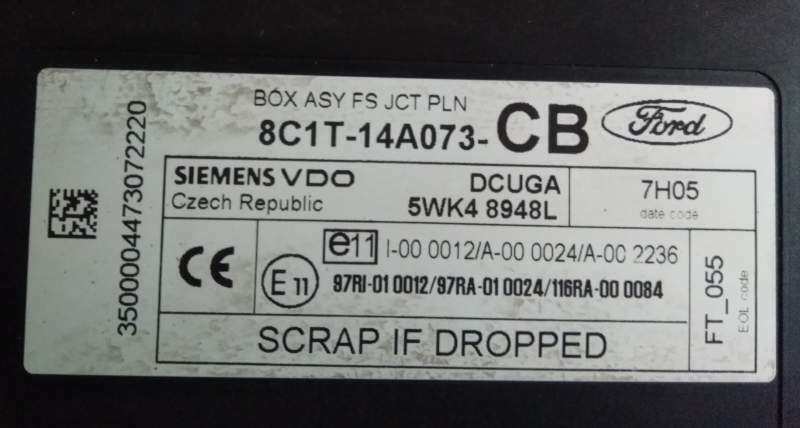 BOX ASY FS JCT PLN
8C1T-14A073-CB
Ford
SIEMENS VDO
Czech Republic
DCUGA
5WK4 8948L
7H05
date code
CE
e11 I-00 0012/A-00 0024/A-00 2236
E11 97RI-01 0012/97RA-01 0024/116RA-00 0084
SCRAP IF DROPPED
FT_055
EOL code
3500004473072220